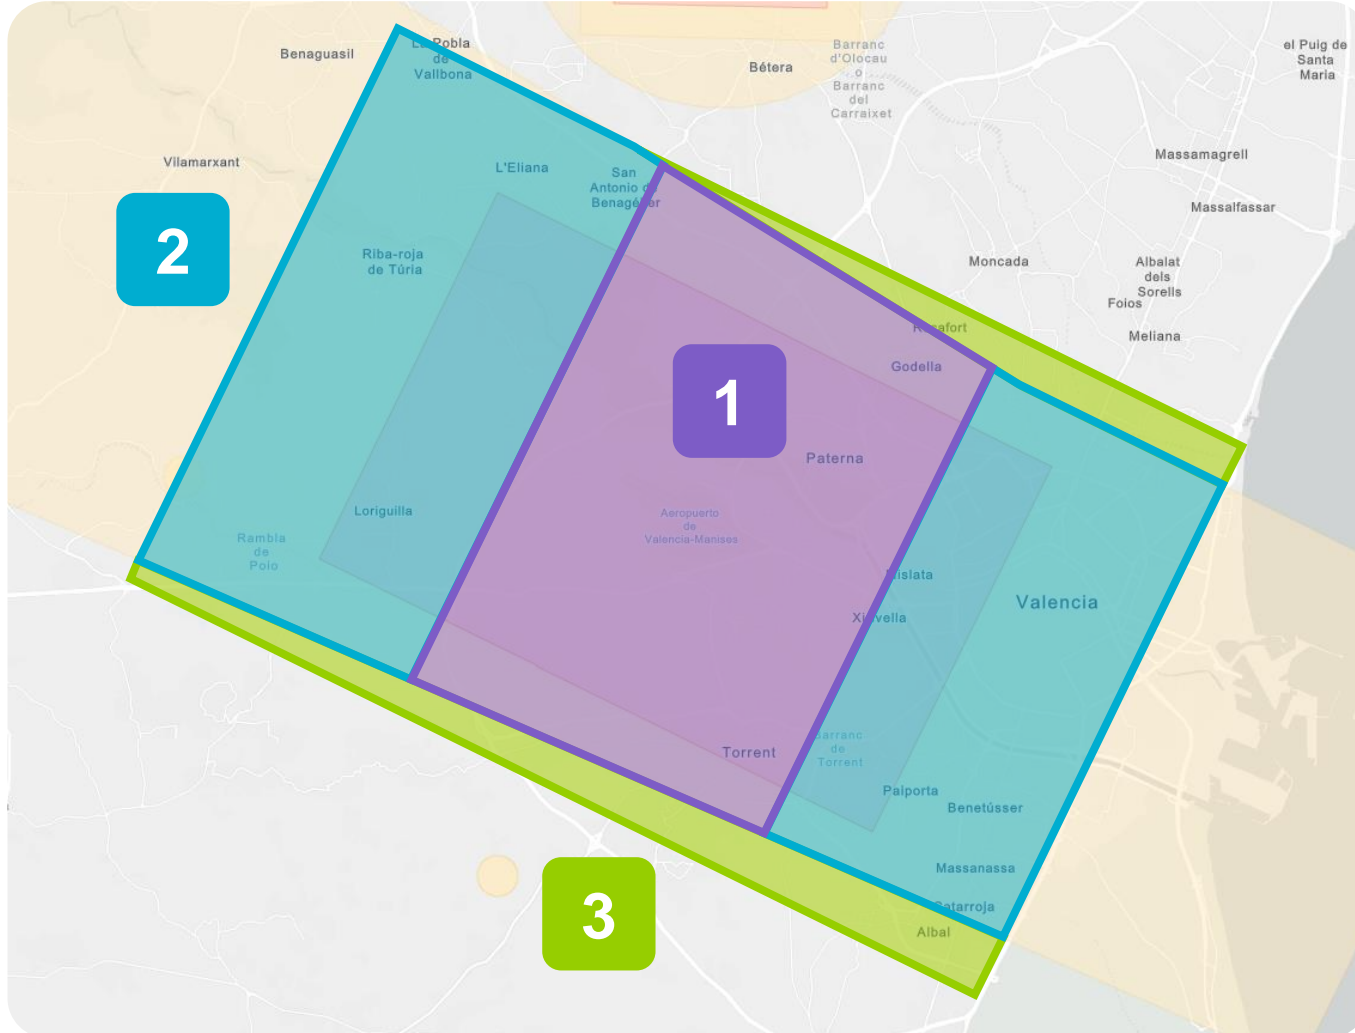 La Pobla
de
Vallbona
Benaguasil
Bétera
Barranc
d'Olocau
o
Barranc
del
Carraixet
el Puig de
Santa
Maria
Vilamarxant
L'Eliana
San
Antonio de
Benagéber
Massamagrell
Massalfassar
2
Riba-roja
de Túria
Moncada
Albalat
dels
Sorells
Foios
Meliana
Rocafort
Godella
1
Paterna
Loriguilla
Aeropuerto
de
Valencia-Manises
Rambla
de
Poio
Mislata
Valencia
Xirivella
Torrent
Barranc
de
Torrent
Paiporta
Benetússer
Massanassa
3
Catarroja
Albal